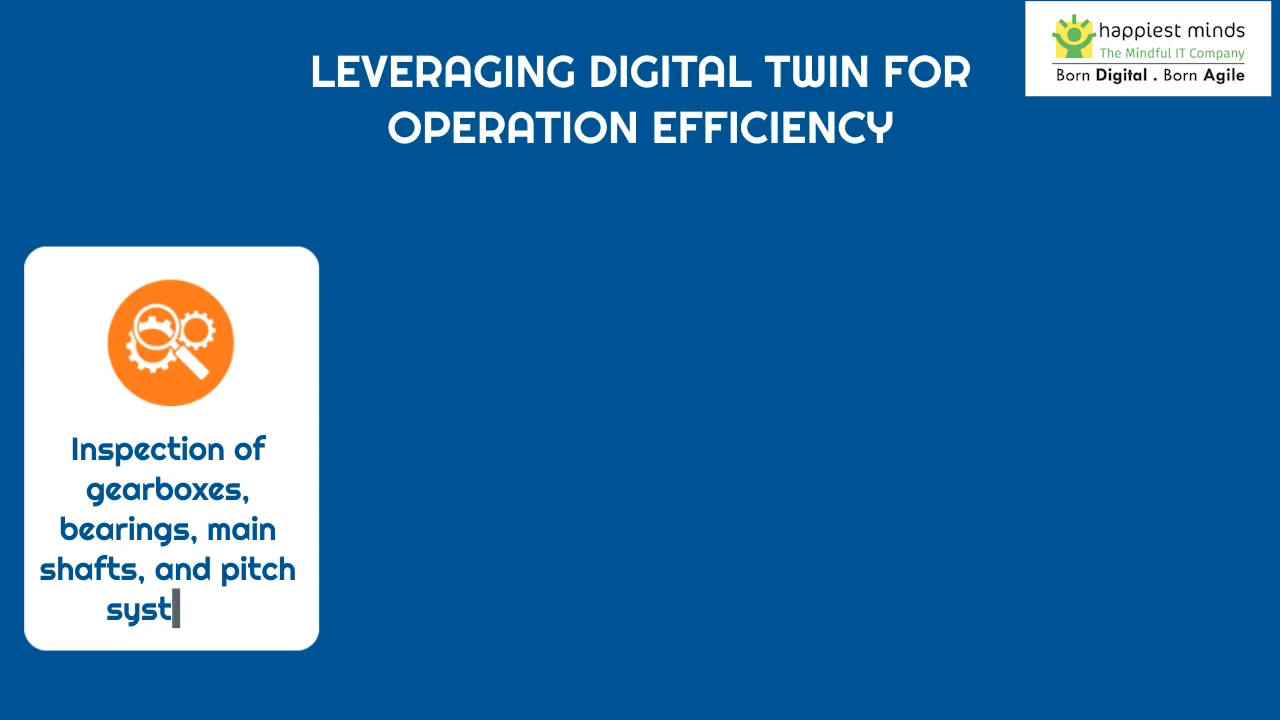 happiest minds
The Mindful IT Company
Born Digital . Born Agile
LEVERAGING DIGITAL TWIN FOR
OPERATION EFFICIENCY
Inspection of
gearboxes,
bearings, main
shafts, and pitch
syst